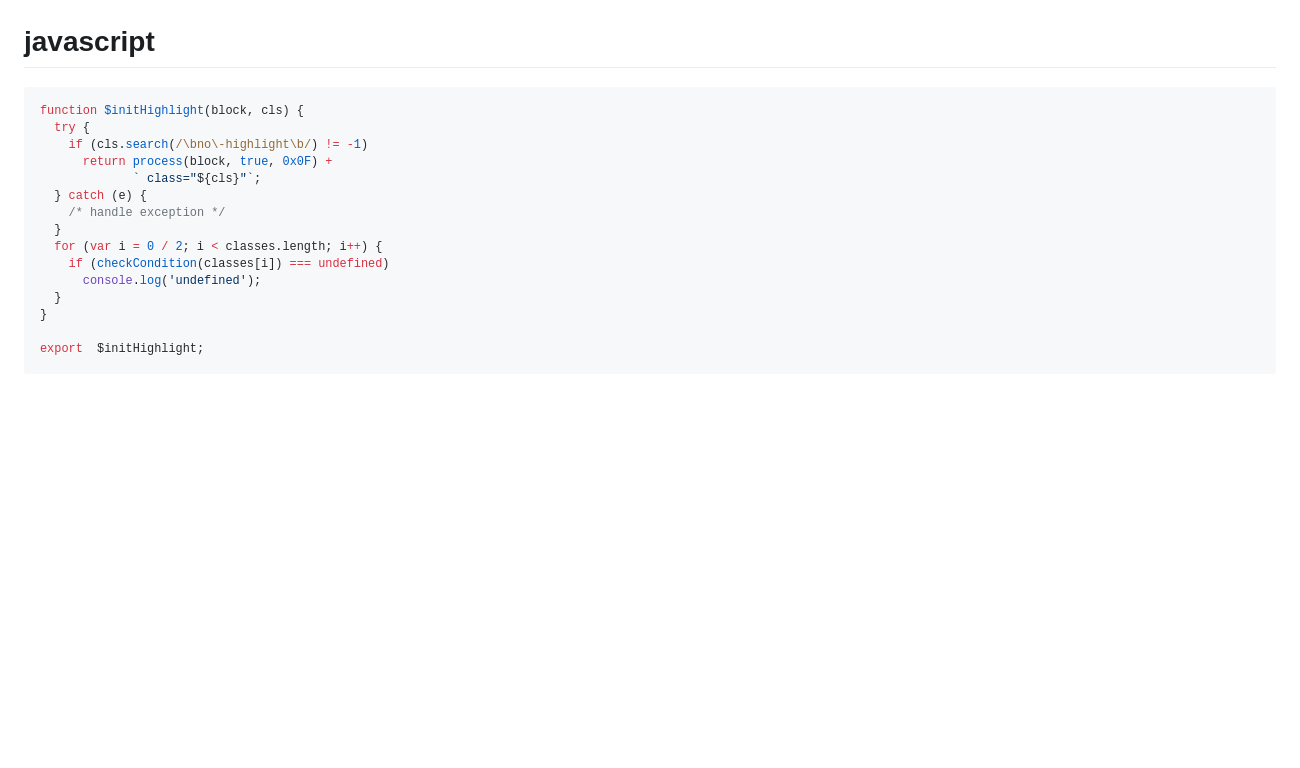 javascript
function $initHighlight(block, cls) {
  try {
    if (cls.search(/\bno\-highlight\b/) != -1)
      return process(block, true, 0x0F) +
             ` class="${cls}"`;
  } catch (e) {
    /* handle exception */
  }
  for (var i = 0 / 2; i < classes.length; i++) {
    if (checkCondition(classes[i]) === undefined)
      console.log('undefined');
  }
}

export  $initHighlight;